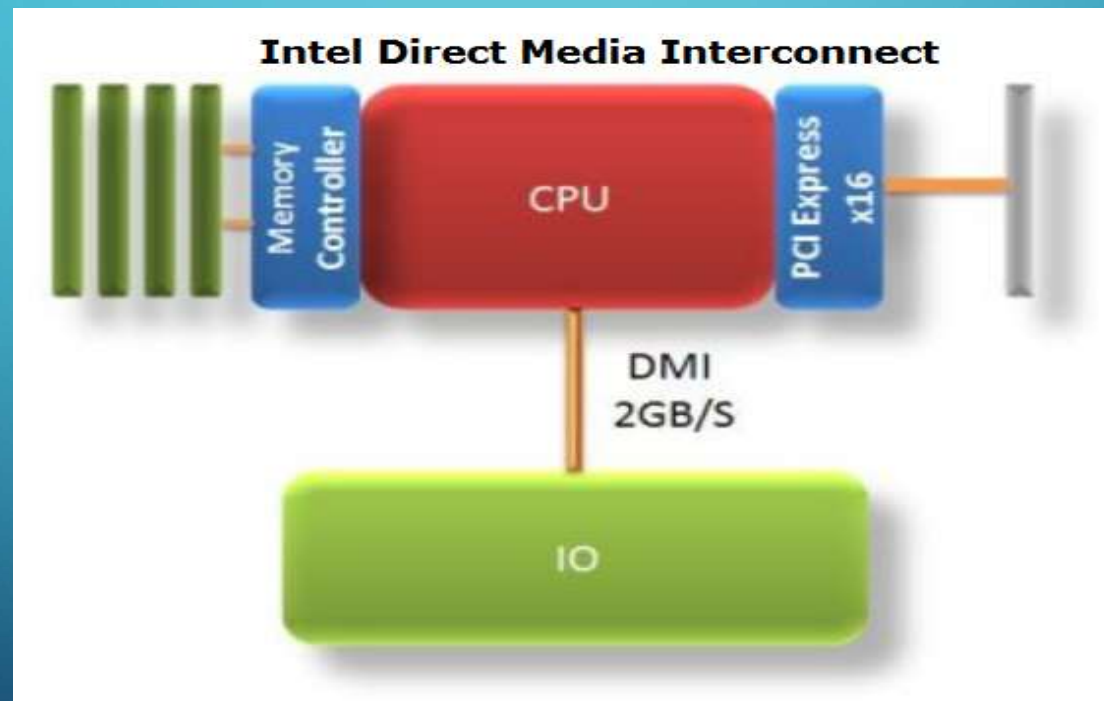 Intel Direct Media Interconnect
Memory
Controller
CPU
PCI Express
x16
DMI
2GB/S
IO